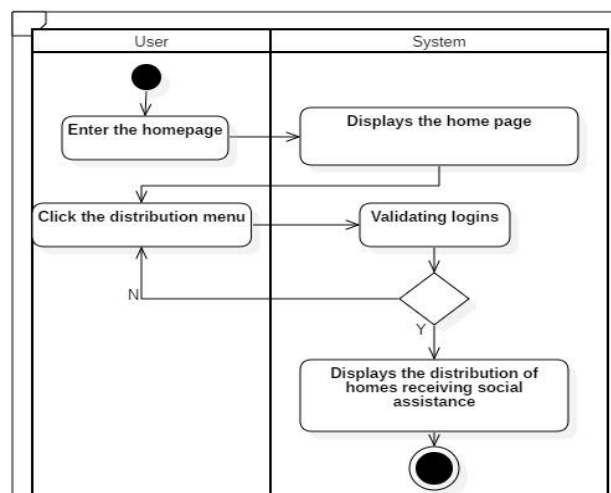 User
System
Enter the homepage
Displays the home page
Click the distribution menu
Validating logins
N
Y
Displays the distribution of
homes receiving social
assistance